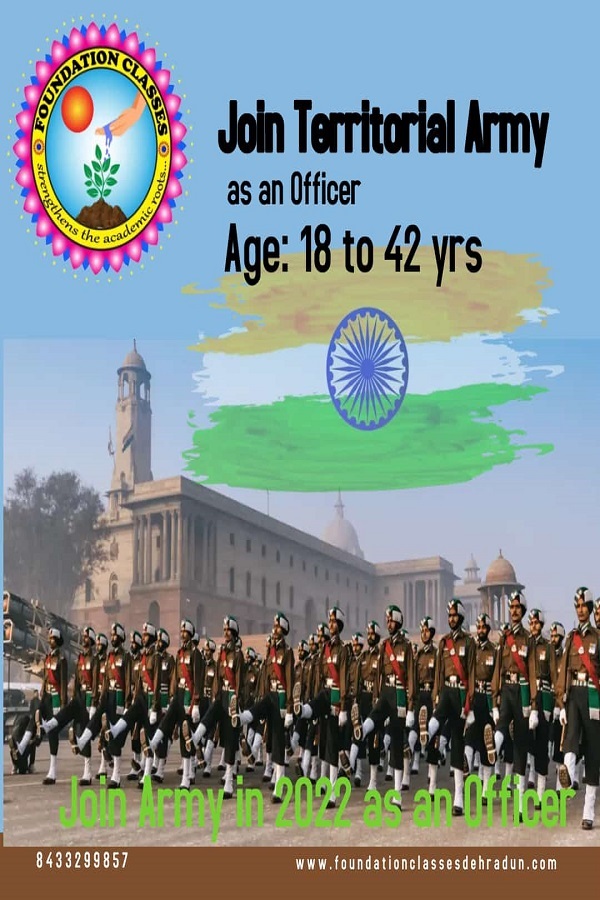 FOUNDATION CLASSES
strengthens the academic roots...
Join Territorial Army
as an Officer
Age: 18 to 42 yrs
Join Army in 2022 as an Officer
8433299857
www.foundationclassesdehradun.com